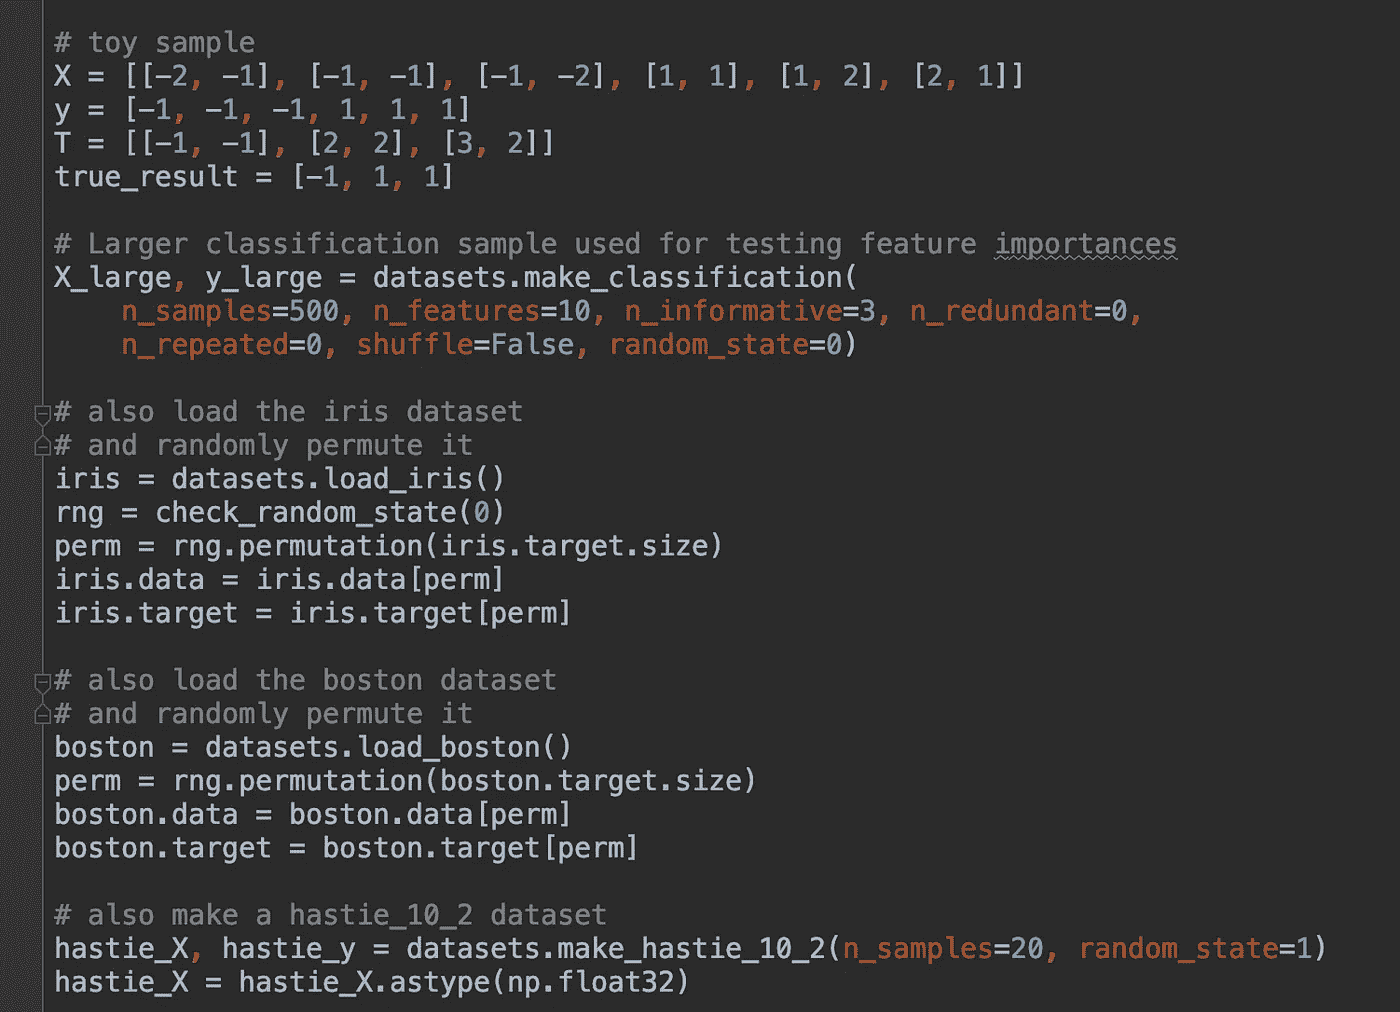 # toy sample
X = [[-2, -1], [-1, -1], [-1, -2], [1, 1], [1, 2], [2, 1]]
y = [-1, -1, -1, 1, 1, 1]
T = [[-1, -1], [2, 2], [3, 2]]
true_result = [-1, 1, 1]
# Larger classification sample used for testing feature importances
X_large, y_large = datasets.make_classification(
n_samples=500, n_features=10, n_informative=3, n_redundant=0,
n_repeated=0, shuffle=False, random_state=0)
# also load the iris dataset
# and randomly permute it
iris = datasets.load_iris()
rng = check_random_state(0)
perm = rng.permutation(iris.target.size)
iris.data = iris.data[perm]
iris.target = iris.target[perm]
# also load the boston dataset
# and randomly permute it
boston = datasets.load_boston()
perm = rng.permutation(boston.target.size)
boston.data = boston.data[perm]
boston.target = boston.target[perm]
# also make a hastie_10_2 dataset
hastie_X, hastie_y = datasets.make_hastie_10_2(n_samples=20, random_state=1)
hastie_X = hastie_X.astype(np.float32)